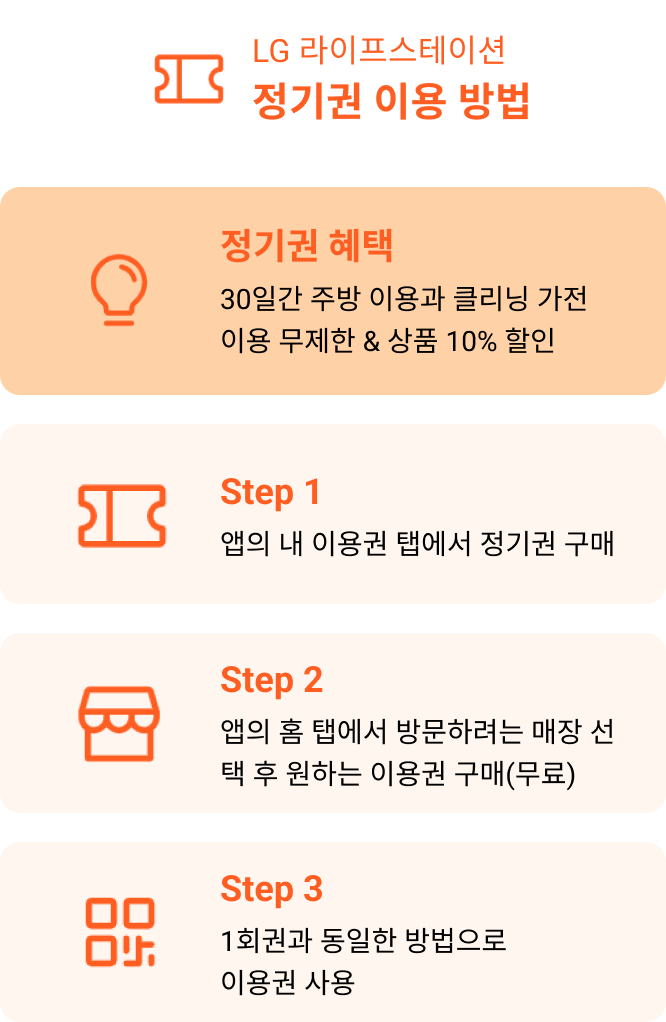 LG 라이프스테이션
정기권 이용 방법
정기권 혜택
30일간 주방 이용과 클리닝 가전
이용 무제한 & 상품 10% 할인
Step 1
앱의 내 이용권 탭에서 정기권 구매
Step 2
앱의 홈 탭에서 방문하려는 매장 선
택 후 원하는 이용권 구매(무료)
Step 3
1회권과 동일한 방법으로
이용권 사용